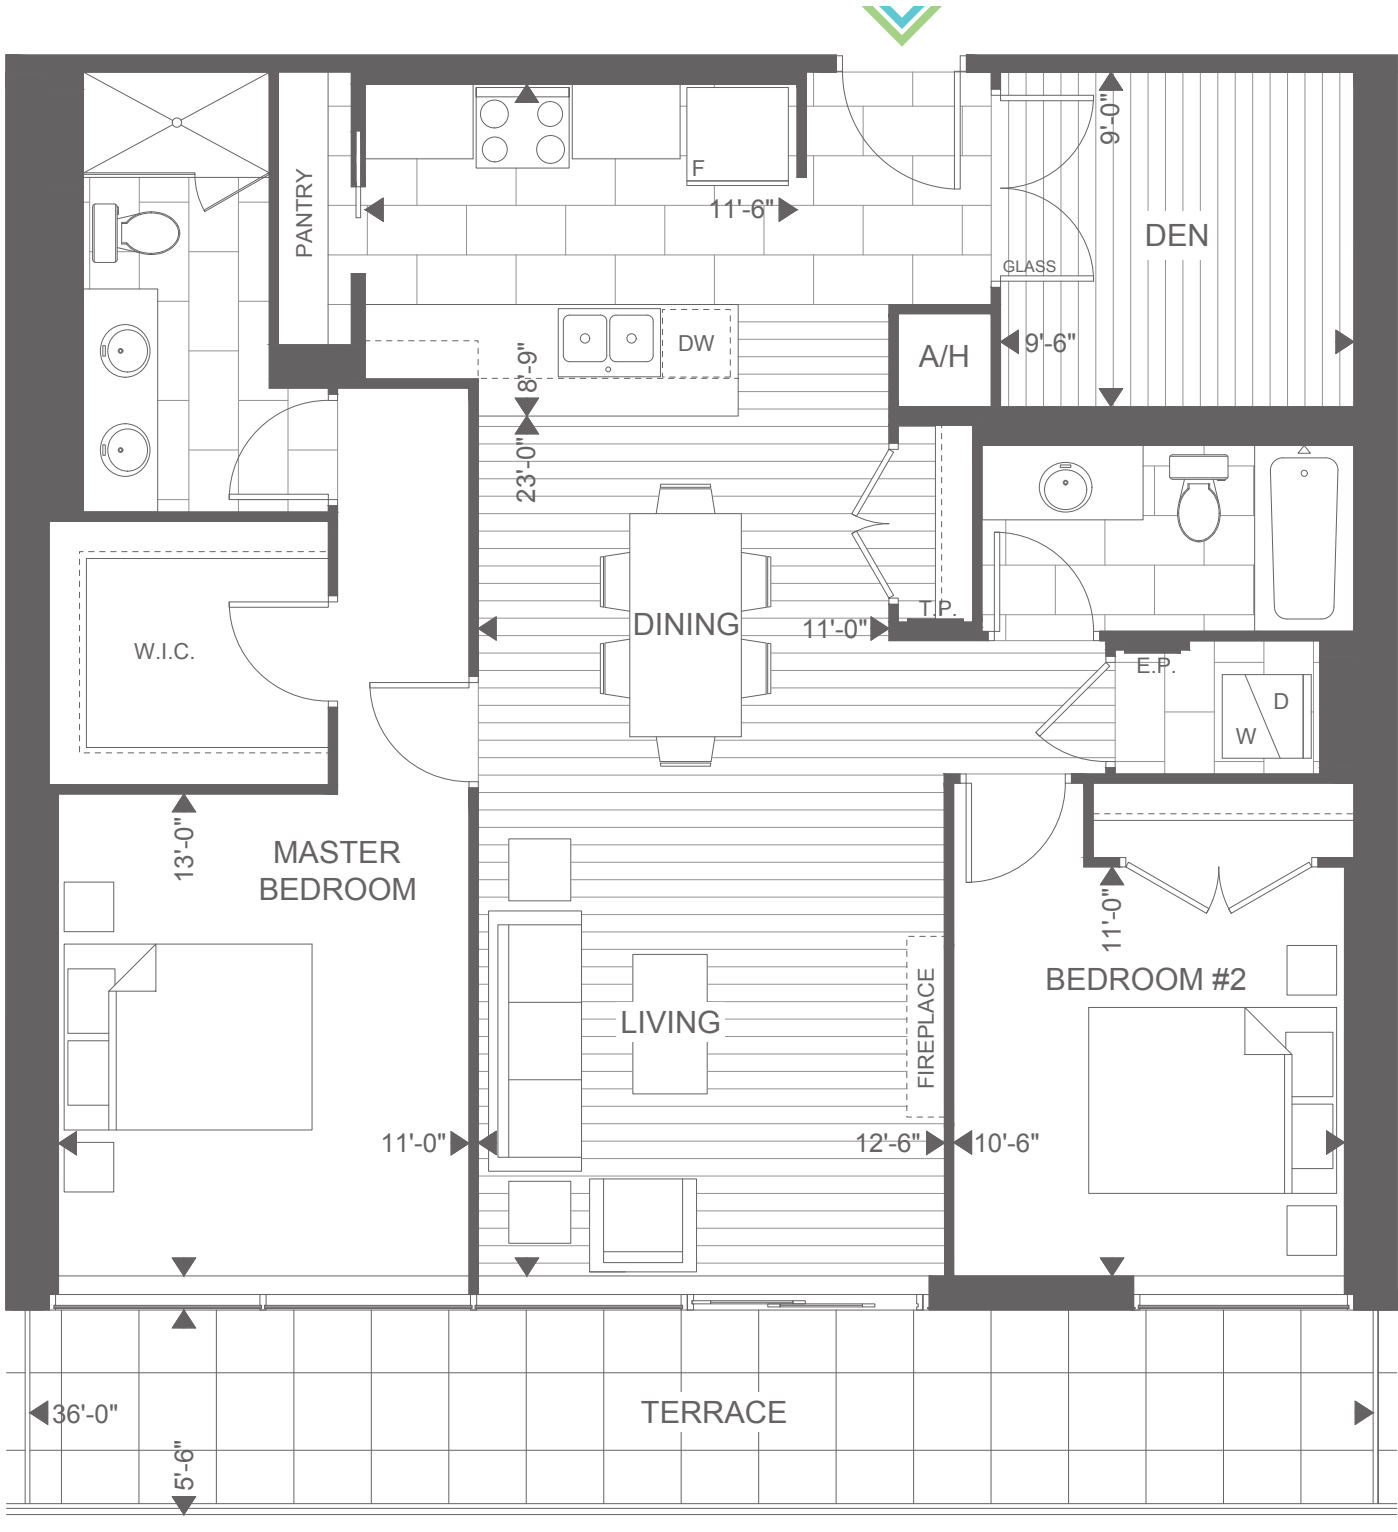 9'-0"
F
PANTRY
11'-6"
DEN
GLASS
DW
A/H
9'-6"
8'-9"
23'-0"
T.P.
DINING
11'-0"
W.I.C.
E.P.
D
W
13'-0"
MASTER
BEDROOM
11'-0"
BEDROOM #2
LIVING
FIREPLACE
11'-0"
12'-6"
10'-6"
36'-0"
TERRACE
5'-6"